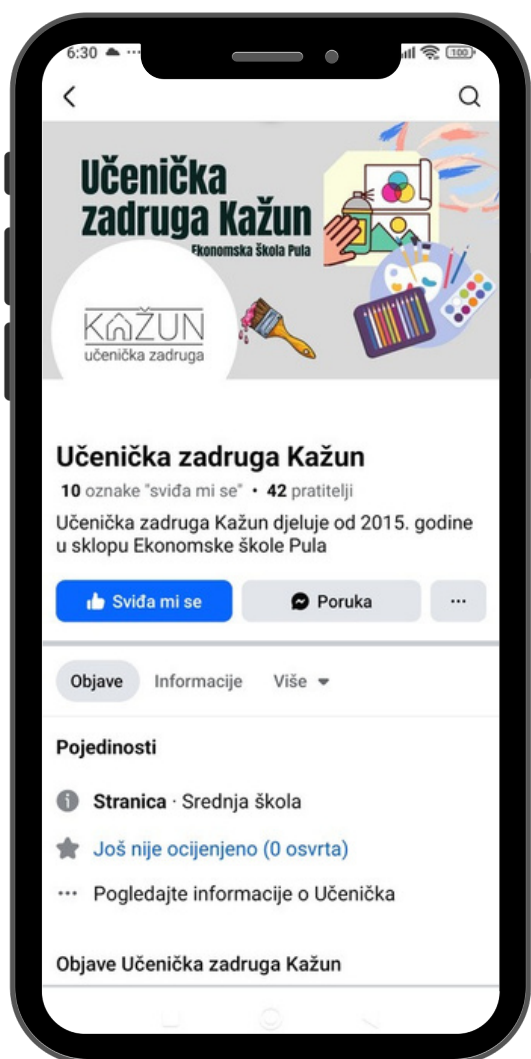 6:30
100
Učenička
zadruga Kažun
Ekonomska Škola Pula
KAŽUN
učenička zadruga
Učenička zadruga Kažun
10 oznake "sviđa mi se" • 42 pratitelji
Učenička zadruga Kažun djeluje od 2015. godine
u sklopu Ekonomske škole Pula
Sviđa mi se
Poruka
Objave Informacije Više
Pojedinosti
Stranica · Srednja škola
Još nije ocijenjeno (0 osvrta)
Pogledajte informacije o Učenička
Objave Učenička zadruga Kažun